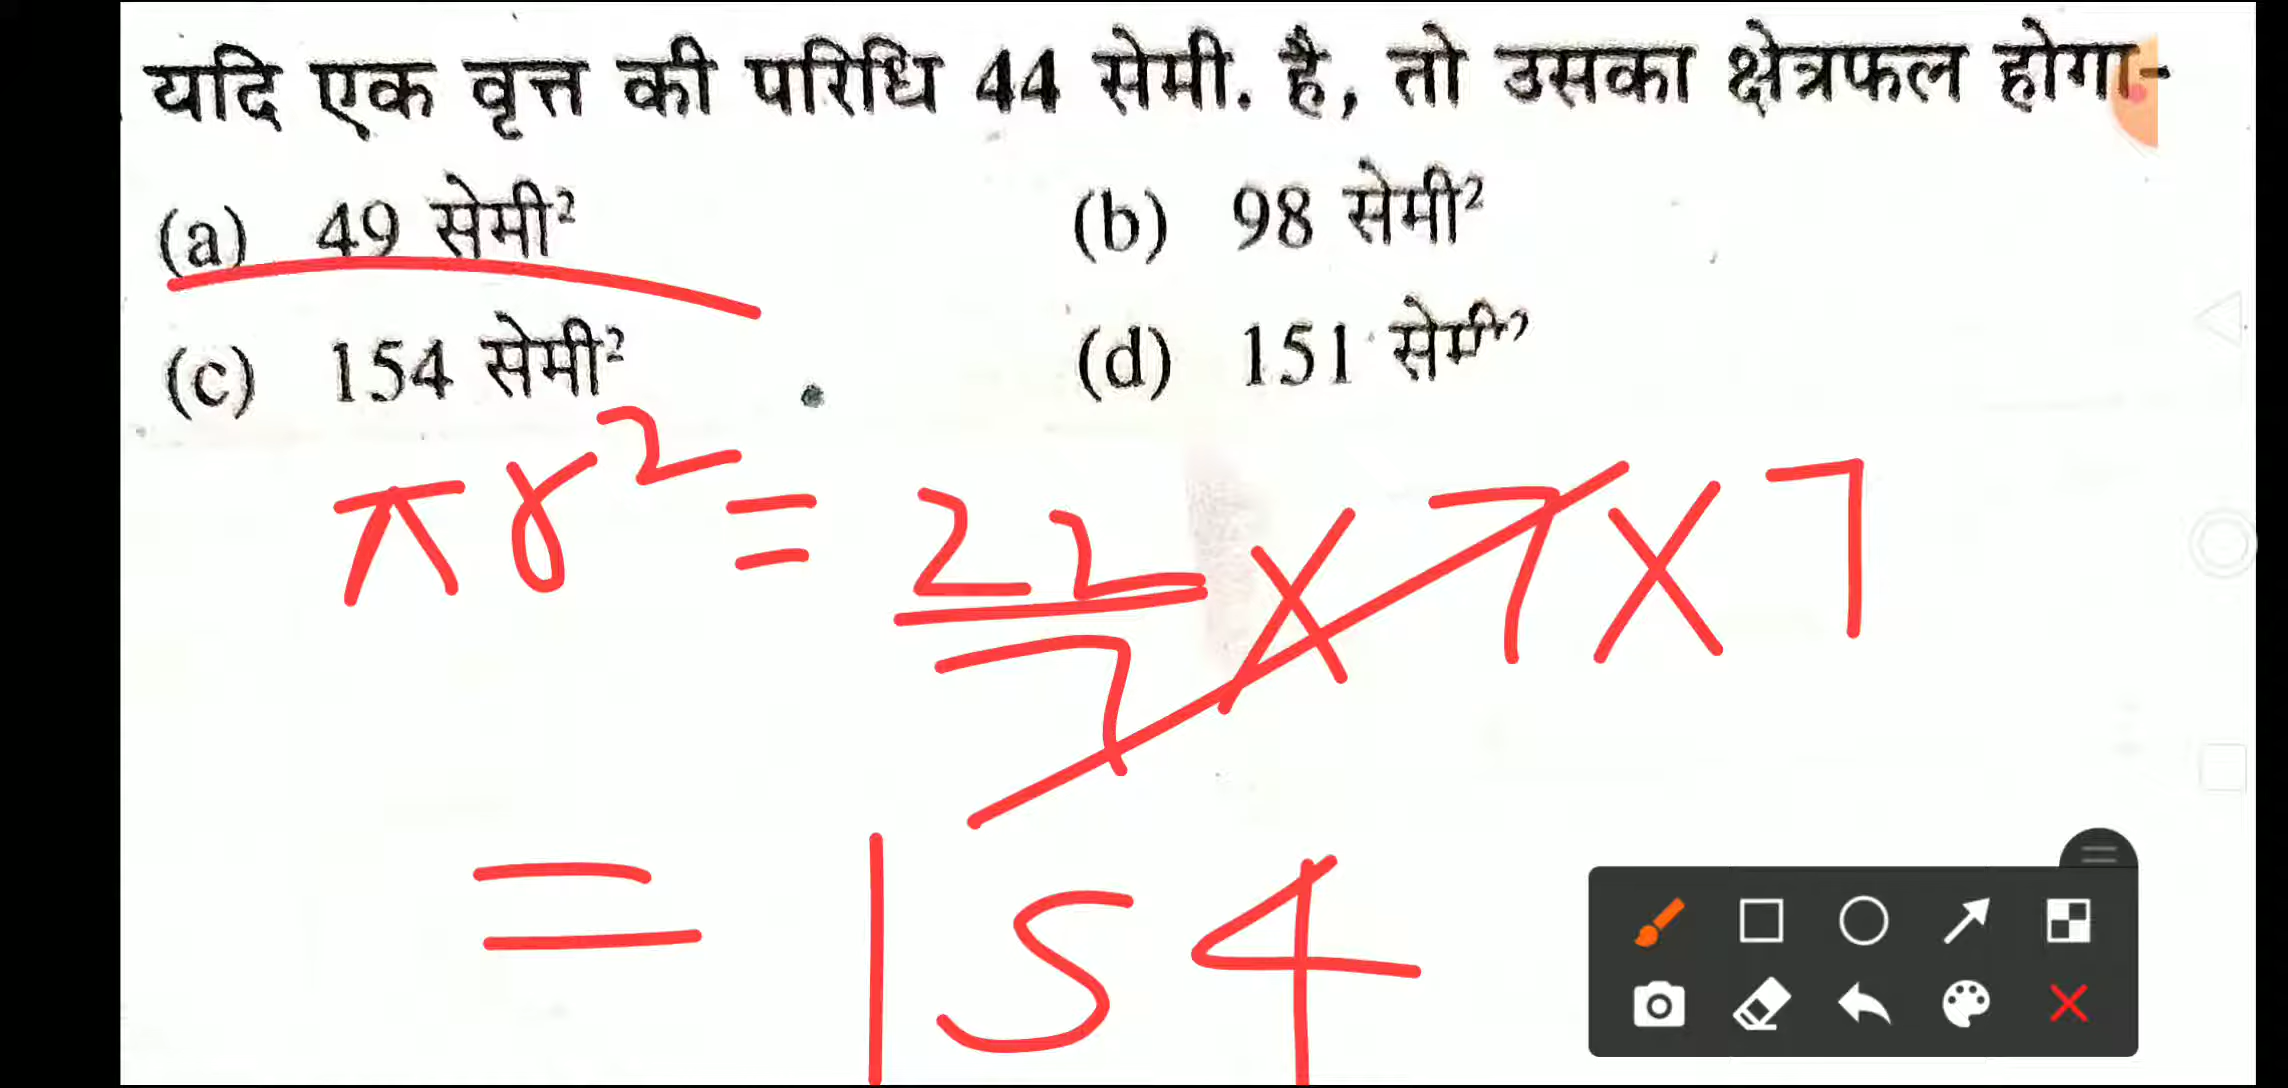 यदि एक वृत्त की परिधि 44 सेमी. है, तो उसका क्षेत्रफल होगा-
(a) 49 सेमी² (b) 98 सेमी²
(c) 154 सेमी² (d) 151 सेमी²
πr² = 22/7 × 7 × 7
= 154